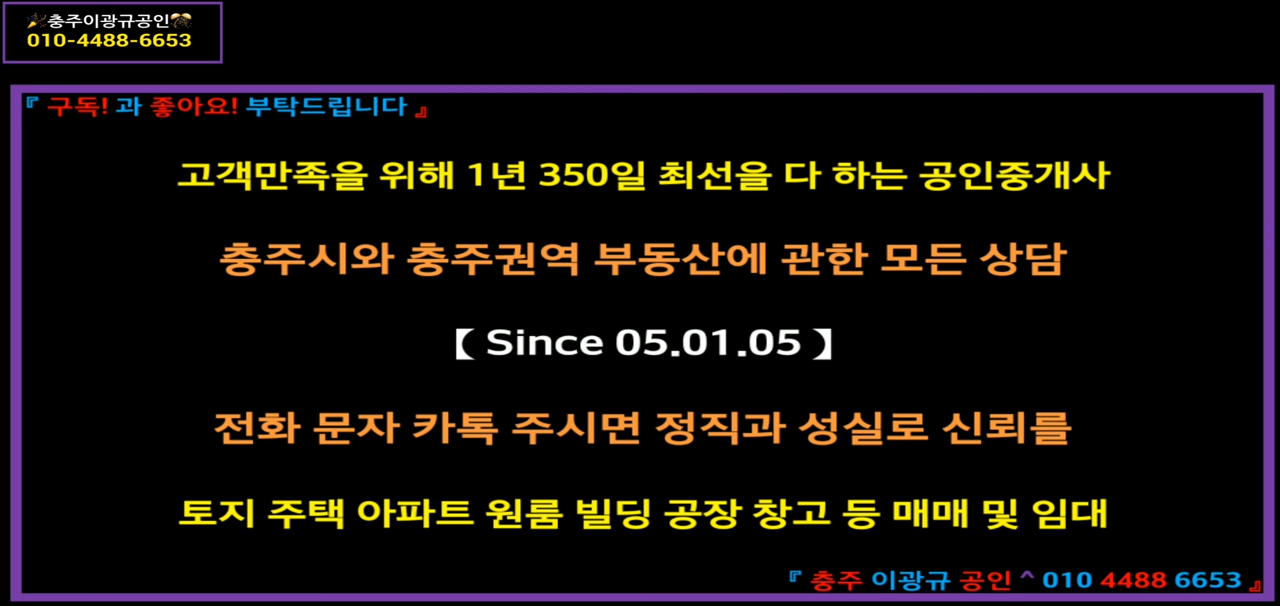 🎉충주이광규공인🎊
010-4488-6653
『 구독! 과 좋아요! 부탁드립니다 』
고객만족을 위해 1년 350일 최선을 다 하는 공인중개사
충주시와 충주권역 부동산에 관한 모든 상담
【 Since 05.01.05 】
전화 문자 카톡 주시면 정직과 성실로 신뢰를
토지 주택 아파트 원룸 빌딩 공장 창고 등 매매 및 임대
『 충주 이광규 공인 ^ 010 4488 6653 』